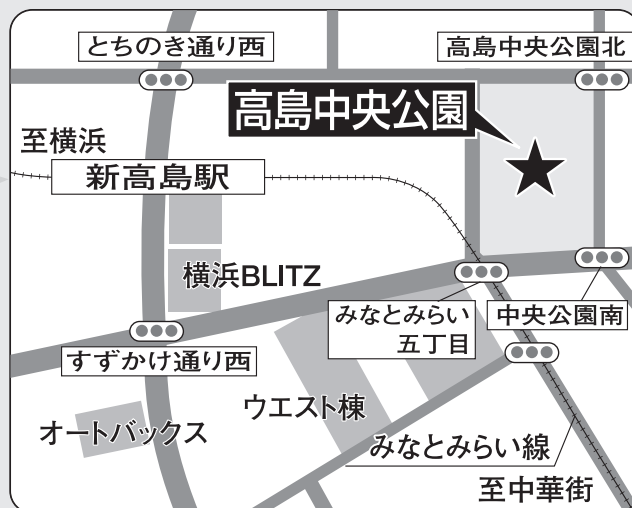 とちのき通り西
高島中央公園北
高島中央公園
至横浜
新高島駅
横浜BLITZ
みなとみらい
五丁目
中央公園南
すずかけ通り西
ウエスト棟
オートバックス
みなとみらい線
至中華街